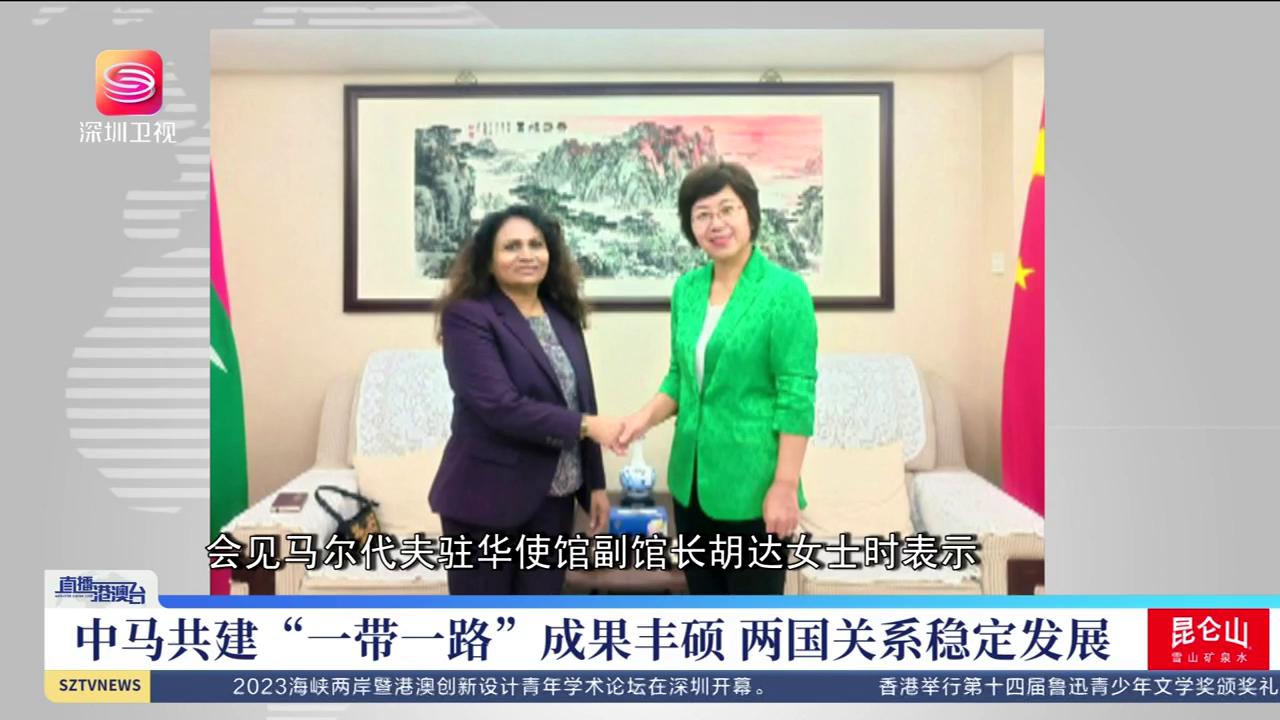 深圳卫视
会见马尔代夫驻华使馆副馆长胡达女士时表示
直播港澳台
中马共建“一带一路”成果丰硕 两国关系稳定发展
昆仑山
雪山矿泉水
SZTVNEWS
2023海峡两岸暨港澳创新设计青年学术论坛在深圳开幕。
香港举行第十四届鲁迅青少年文学奖颁奖礼